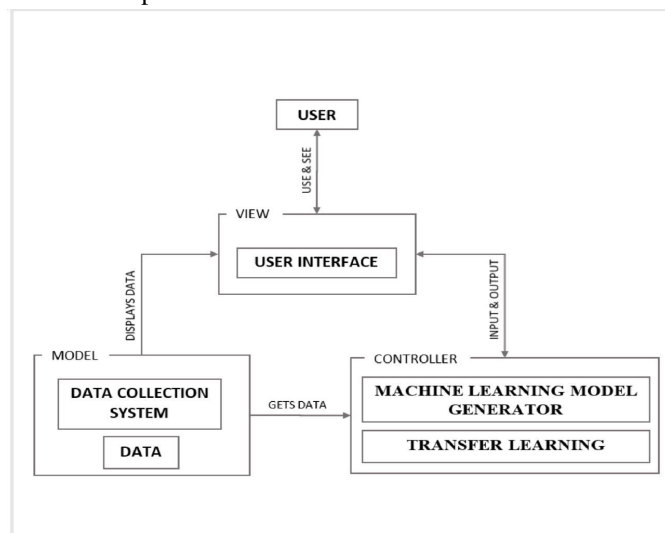 USER
USE & SEE
VIEW
USER INTERFACE
DISPLAYS DATA
INPUT & OUTPUT
MODEL
DATA COLLECTION
SYSTEM
DATA
GETS DATA
CONTROLLER
MACHINE LEARNING MODEL
GENERATOR
TRANSFER LEARNING